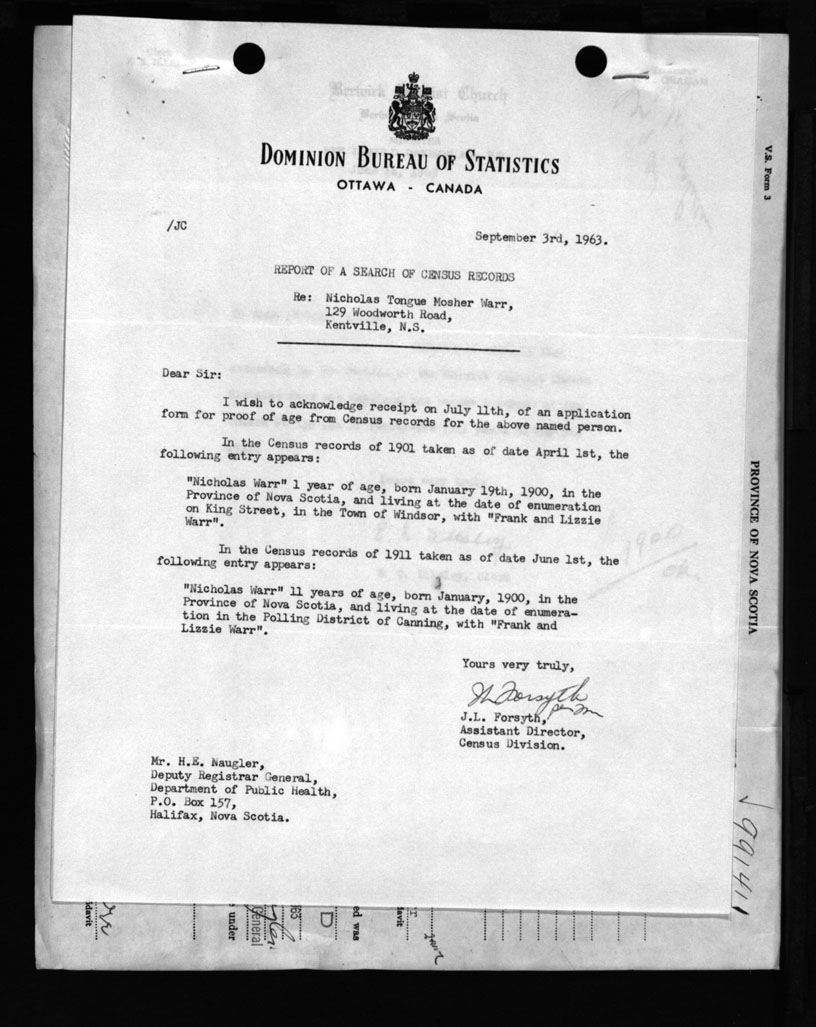 DOMINION BUREAU OF STATISTICS
OTTAWA - CANADA
/JC
September 3rd, 1963.
REPORT OF A SEARCH OF CENSUS RECORDS
Re: Nicholas Tongue Mosher Warr,
129 Woodworth Road,
Kentville, N.S.
Dear Sir:
I wish to acknowledge receipt on July 11th, of an application
form for proof of age from Census records for the above named person.
In the Census records of 1901 taken as of date April 1st, the
following entry appears:
"Nicholas Warr" 1 year of age, born January 19th, 1900, in the
Province of Nova Scotia, and living at the date of enumeration
on King Street, in the Town of Windsor, with "Frank and Lizzie
Warr".
In the Census records of 1911 taken as of date June 1st, the
following entry appears:
"Nicholas Warr" 11 years of age, born January, 1900, in the
Province of Nova Scotia, and living at the date of enumera-
tion in the Polling District of Canning, with "Frank and
Lizzie Warr".
Yours very truly,
J.L. Forsyth,
Assistant Director,
Census Division.
Mr. H.E. Naugler,
Deputy Registrar General,
Department of Public Health,
P.O. Box 157,
Halifax, Nova Scotia.
V.S. Form 3
PROVINCE OF NOVA SCOTIA
99141
1900
ok.
General
under
ed was